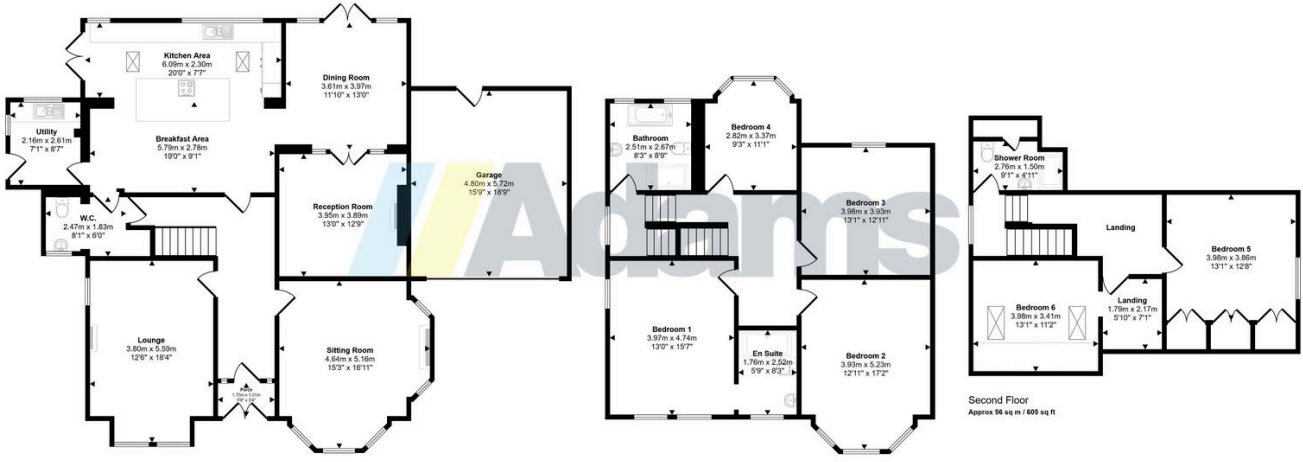 Kitchen Area
6.09m x 2.30m
20'0" x 7'7"
Dining Room
3.61m x 3.97m
11'10" x 13'0"
Utility
2.16m x 2.61m
7'1" x 8'7"
Breakfast Area
5.79m x 2.78m
19'0" x 9'1"
Garage
4.80m x 5.72m
15'9" x 18'9"
W.C.
2.47m x 1.83m
8'1" x 6'0"
Reception Room
3.95m x 3.89m
13'0" x 12'9"
Lounge
3.80m x 5.59m
12'6" x 18'4"
Sitting Room
4.64m x 5.16m
15'3" x 16'11"
Porch
1.75m x 1.01m
5'9" x 3'4"
Adams
Bathroom
2.51m x 2.67m
8'3" x 8'9"
Bedroom 4
2.82m x 3.37m
9'3" x 11'1"
Bedroom 3
3.98m x 3.93m
13'1" x 12'11"
Bedroom 1
3.97m x 4.74m
13'0" x 15'7"
En Suite
1.76m x 2.52m
5'9" x 8'3"
Bedroom 2
3.93m x 5.23m
12'11" x 17'2"
Shower Room
2.76m x 1.50m
9'1" x 4'11"
Landing
Bedroom 5
3.98m x 3.86m
13'1" x 12'8"
Bedroom 6
3.98m x 3.41m
13'1" x 11'2"
Landing
1.79m x 2.17m
5'10" x 7'1"
Second Floor
Approx 56 sq m / 605 sq ft